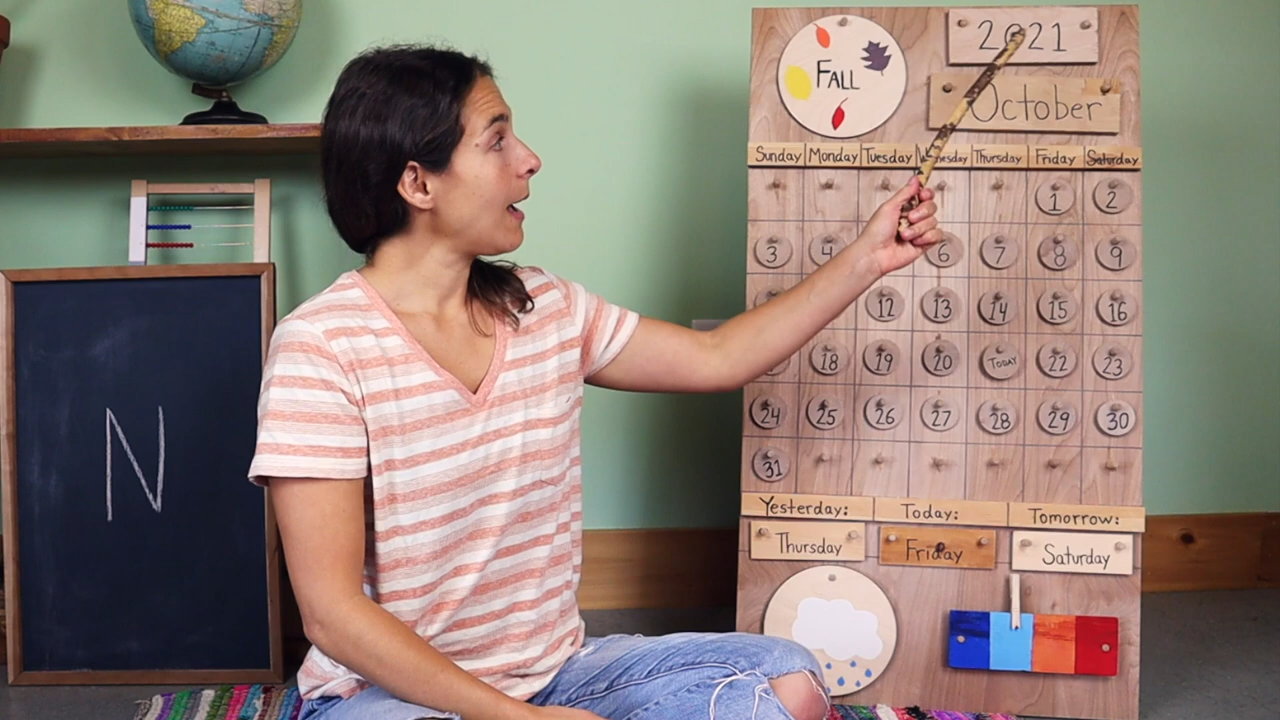 FALL
2021
October
Sunday Monday Tuesday Thursday Friday Saturday
1 2
3 4 6 7 8 9
12 13 14 15 16
18 19 20 TODAY 22 23
24 25 26 27 28 29 30
31
Yesterday: Today: Tomorrow:
Thursday Friday Saturday
N